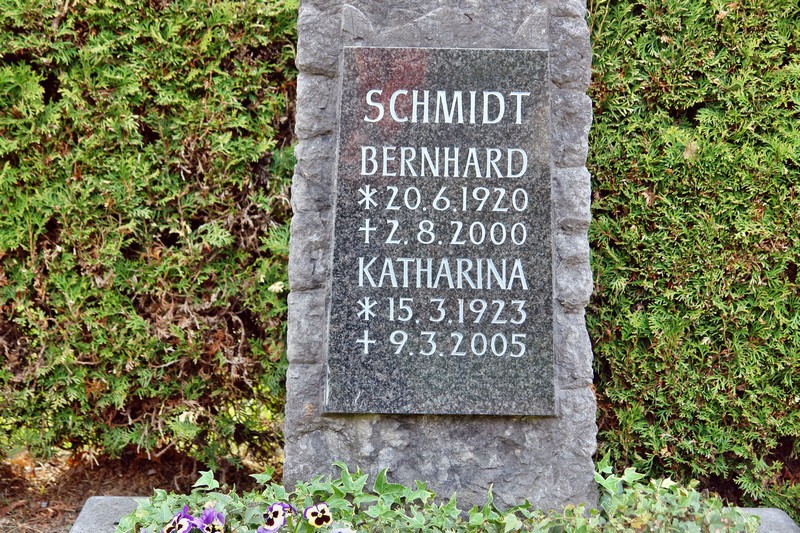 SCHMIDT
BERNHARD
* 20.6.1920
† 2.8.2000
KATHARINA
* 15.3.1923
† 9.3.2005